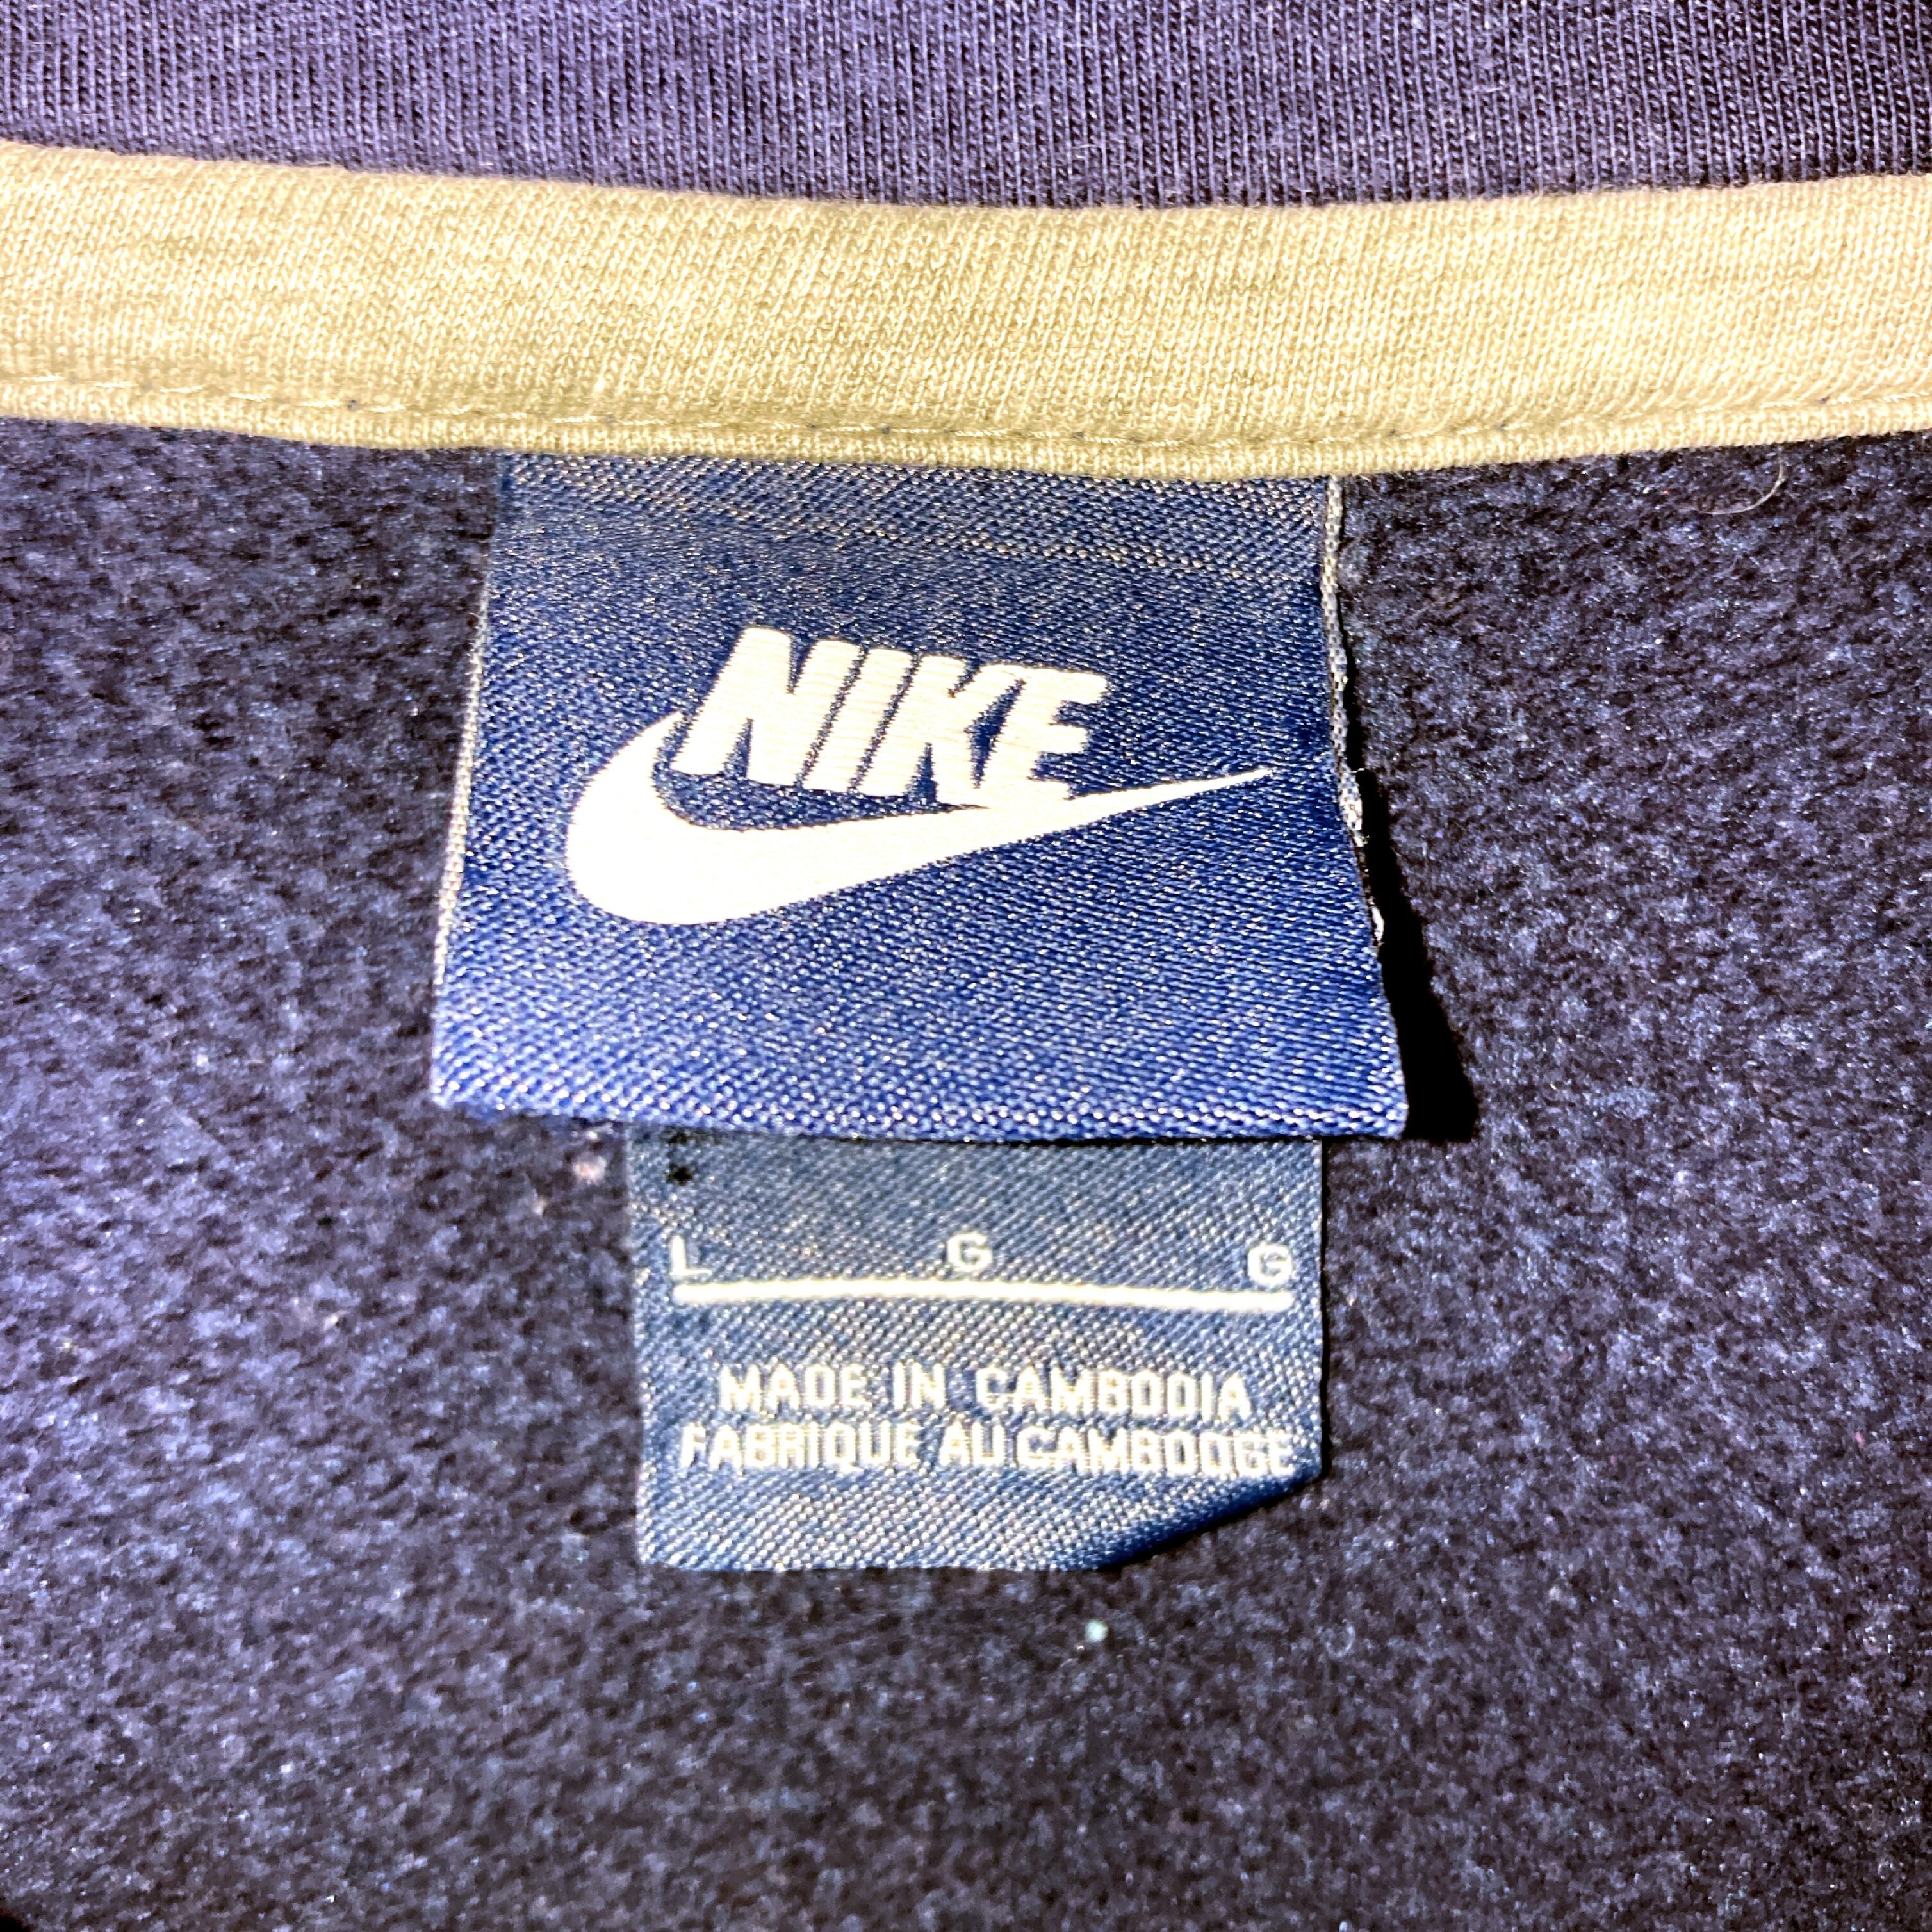 NIKE
L G G
MADE IN CAMBODIA
FABRIQUE AU CAMBODGE